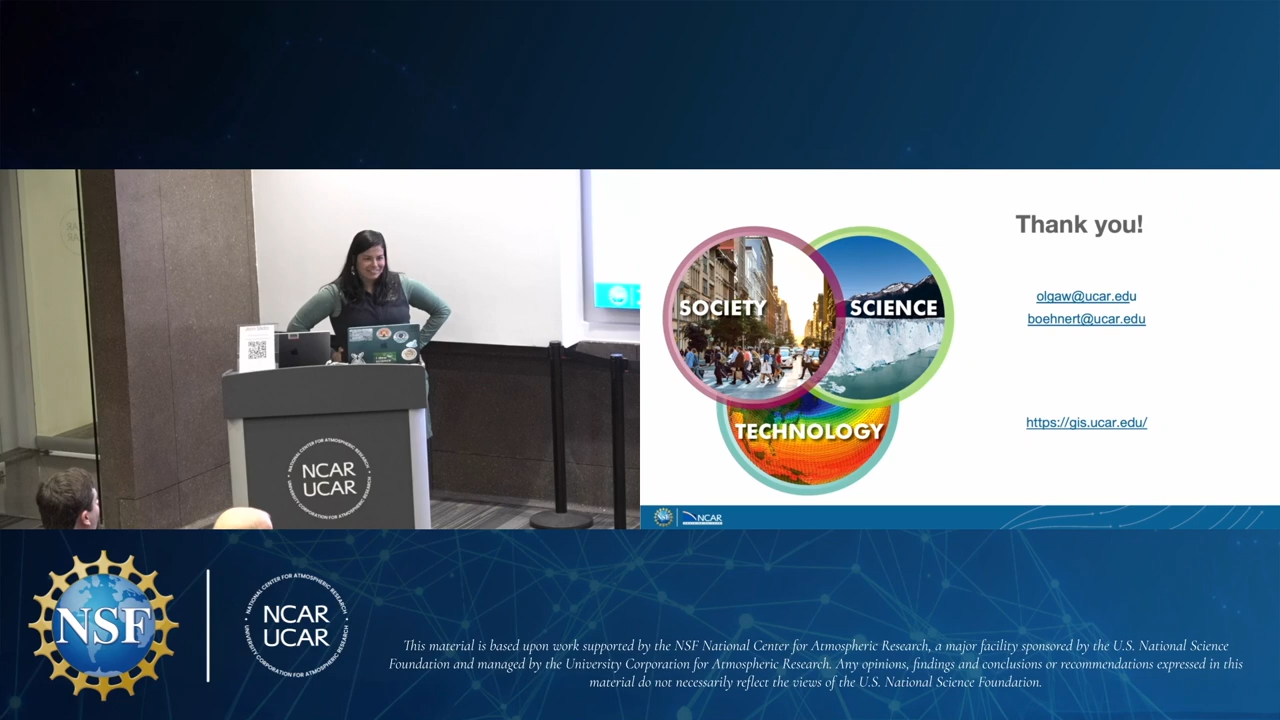 Thank you!
SOCIETY
SCIENCE
TECHNOLOGY
olgaw@ucar.edu
boehnert@ucar.edu
https://gis.ucar.edu/
NCAR
NATIONAL CENTER FOR ATMOSPHERIC RESEARCH
NCAR
UCAR
UNIVERSITY CORPORATION FOR ATMOSPHERIC RESEARCH
NSF
NATIONAL CENTER FOR ATMOSPHERIC RESEARCH
NCAR
UCAR
UNIVERSITY CORPORATION FOR ATMOSPHERIC RESEARCH
This material is based upon work supported by the NSF National Center for Atmospheric Research, a major facility sponsored by the U.S. National Science
Foundation and managed by the University Corporation for Atmospheric Research. Any opinions, findings and conclusions or recommendations expressed in this
material do not necessarily reflect the views of the U.S. National Science Foundation.